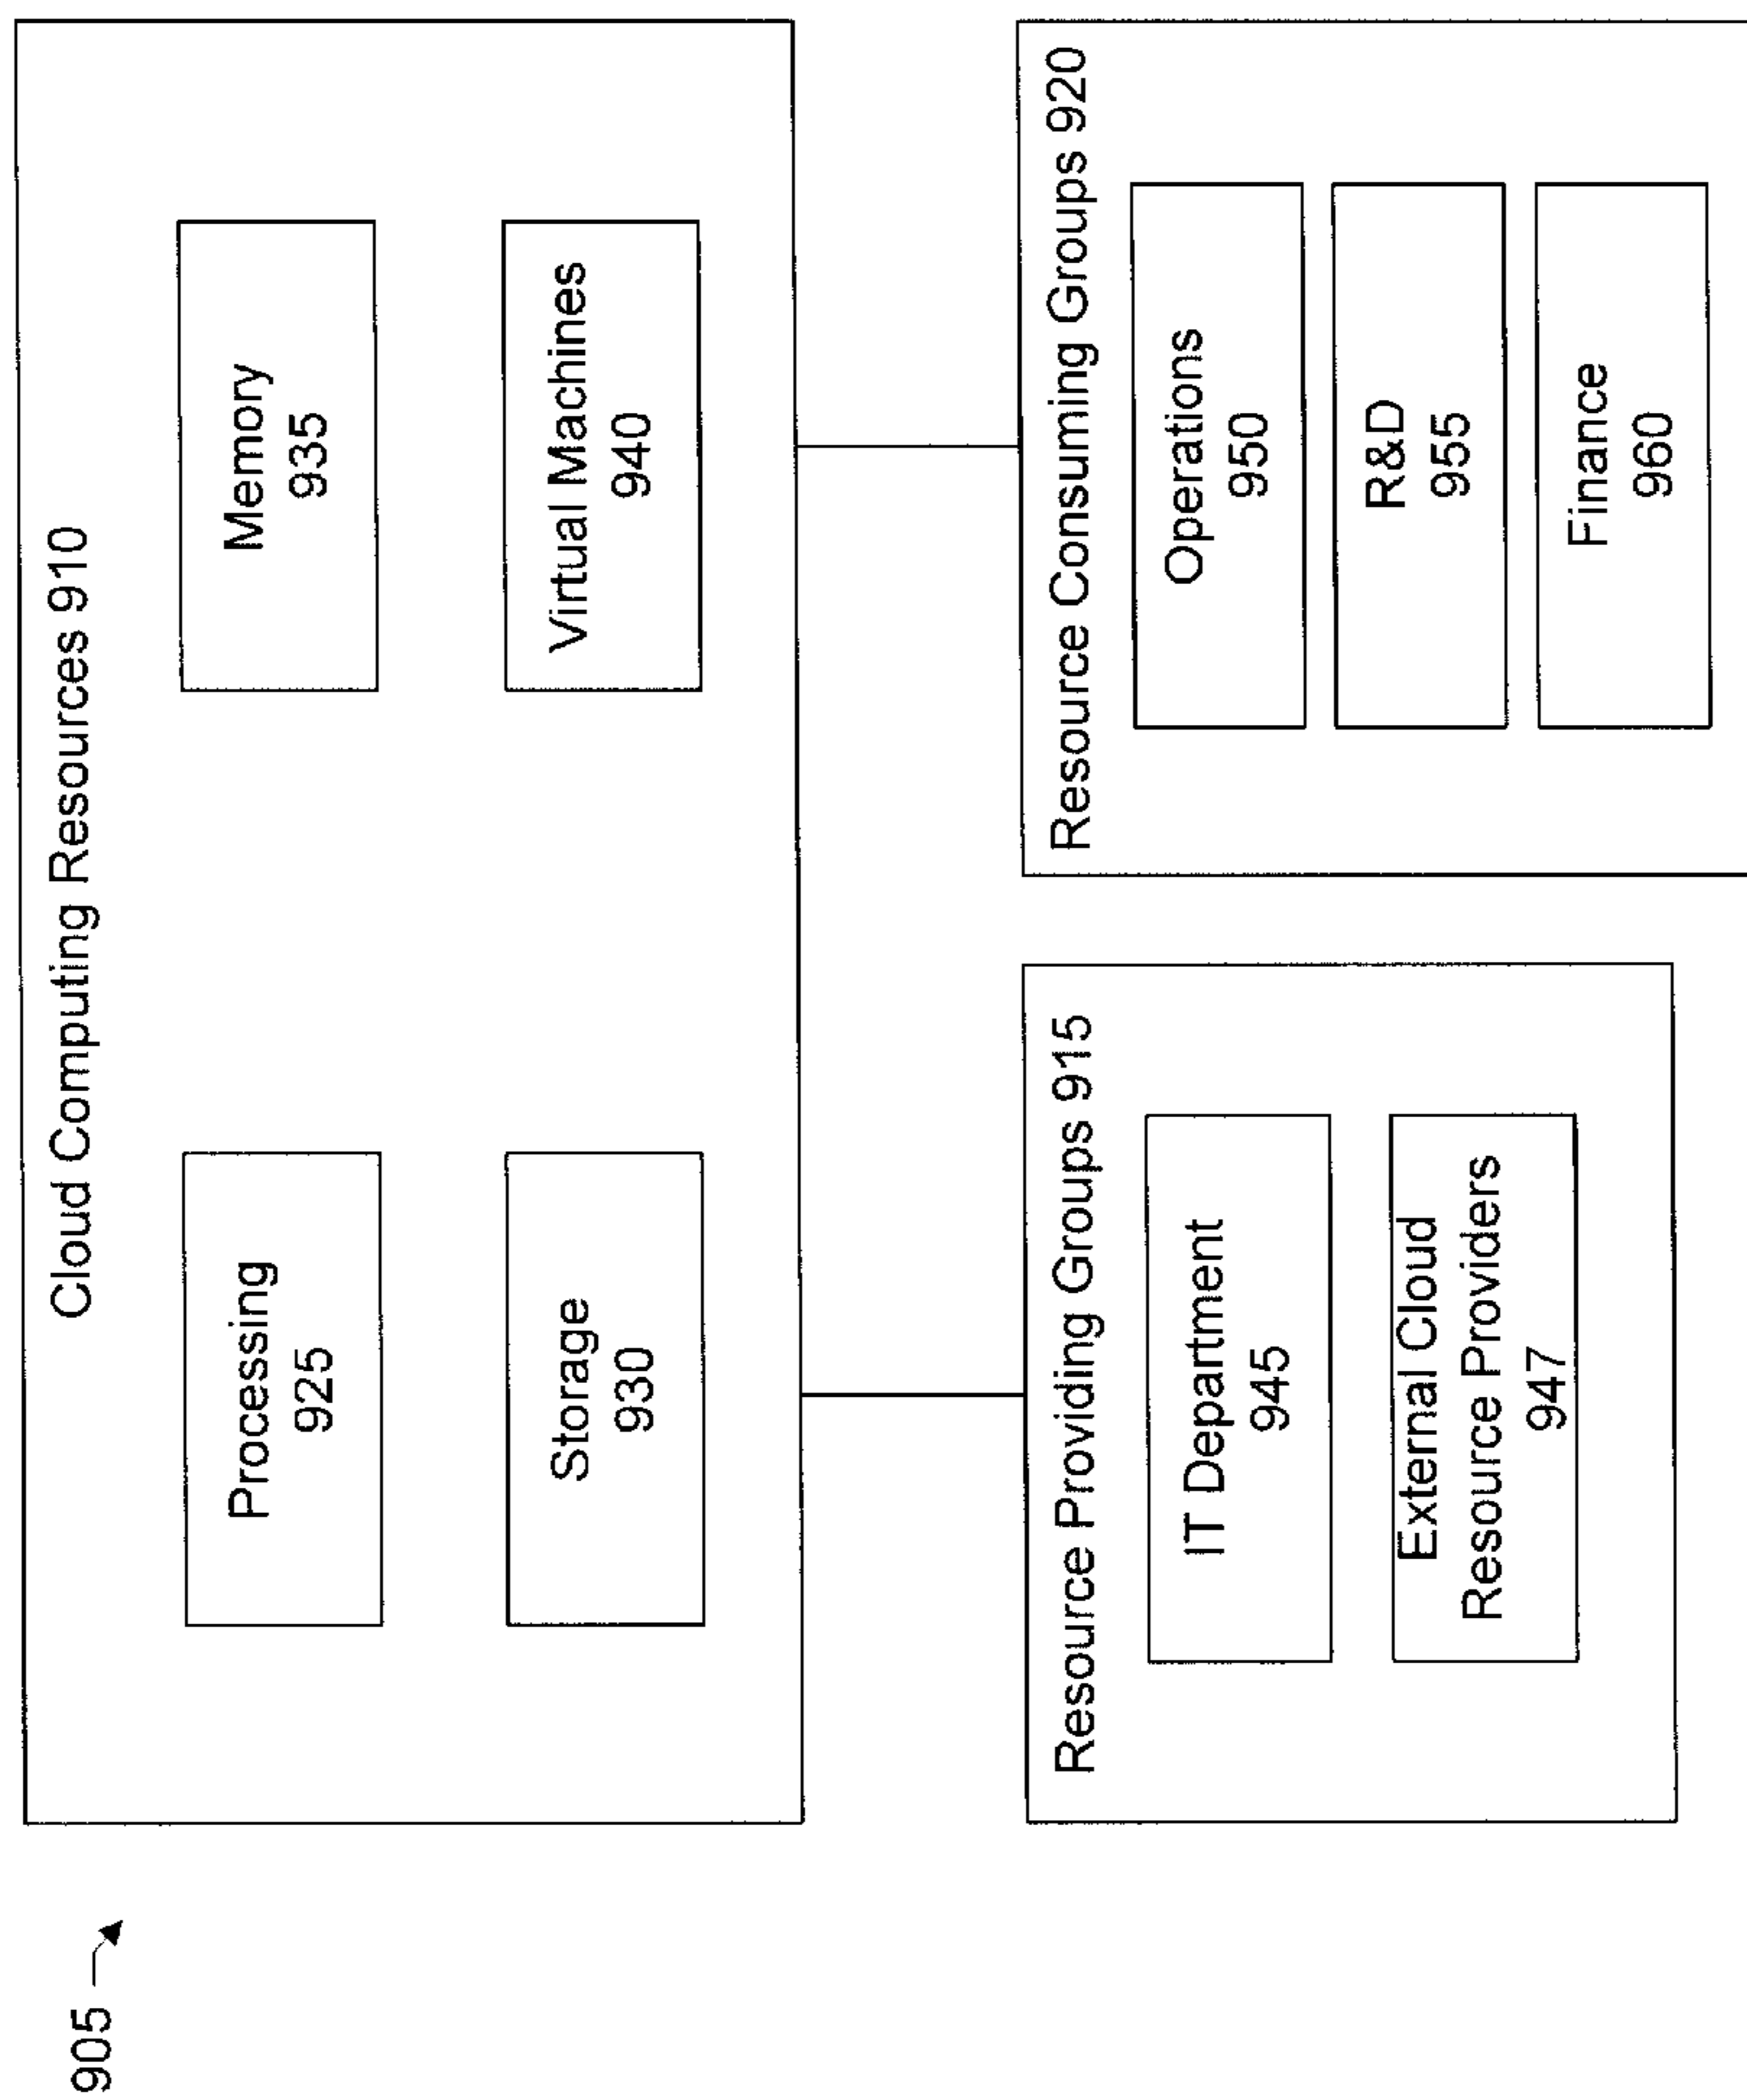 905
Cloud Computing Resources 910
Processing
925
Memory
935
Storage
930
Virtual Machines
940
Resource Providing Groups 915
IT Department
945
External Cloud
Resource Providers
947
Resource Consuming Groups 920
Operations
950
R&D
955
Finance
960